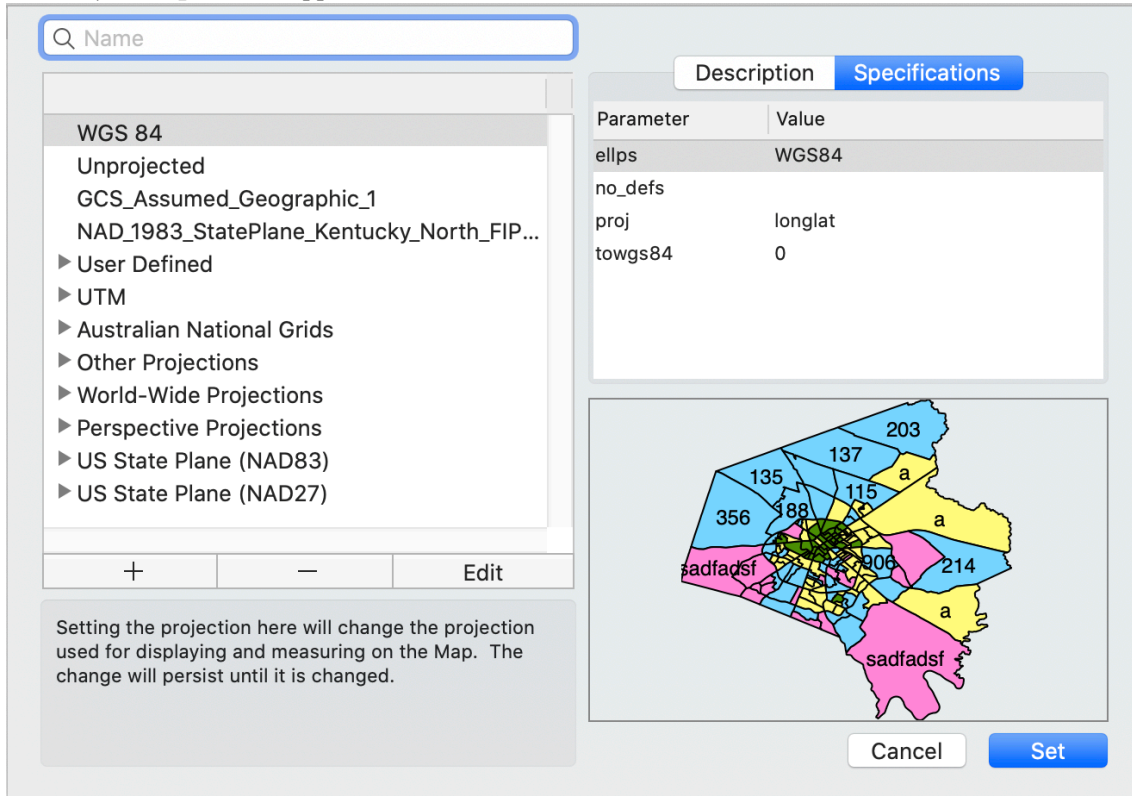 Name
WGS 84
Unprojected
GCS_Assumed_Geographic_1
NAD_1983_StatePlane_Kentucky_North_FIP...
User Defined
UTM
Australian National Grids
Other Projections
World-Wide Projections
Perspective Projections
US State Plane (NAD83)
US State Plane (NAD27)
+ — Edit
Setting the projection here will change the projection
used for displaying and measuring on the Map. The
change will persist until it is changed.
Description Specifications
Parameter Value
ellps WGS84
no_defs
proj longlat
towgs84 0
203
137
135 a
115
356 188 a
sadfadsf 906 214
a
sadfadsf
Cancel Set